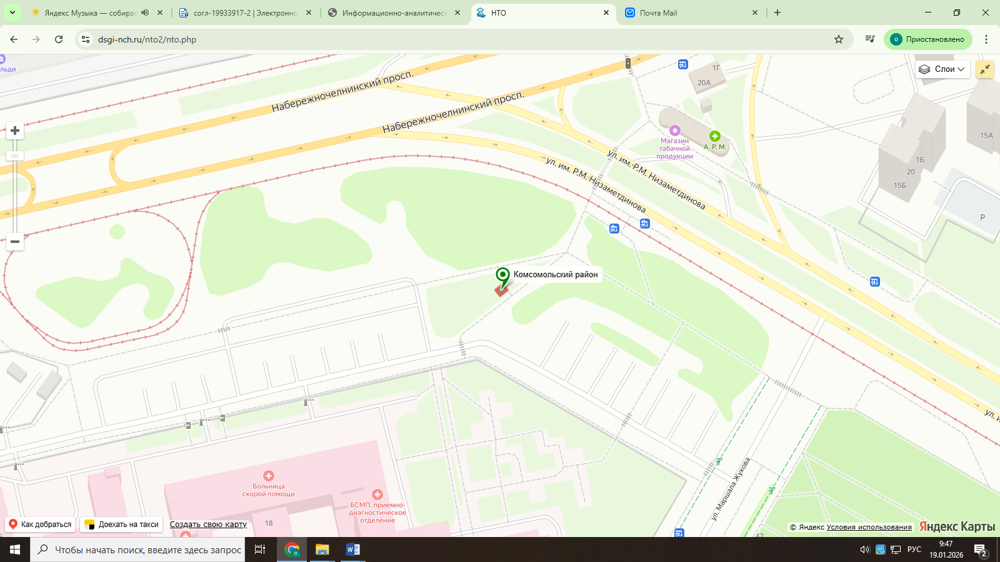 Яндекс Музыка — собирае
согл-19933917-2 | Электронно
Информационно-аналитическ
НТО
Почта Mail
dsgi-nch.ru/nto2/nto.php
о
Приостановлено
льди
Слои
Набережночелнинский просп.
Набережночелнинский просп.
1Г
20А
Магазин
табачной
продукции
А. Р. М.
15А
1Б
20
15Б
ул. им. Р.М. Низаметдинова
ул. им. Р.М. Низаметдинова
P
Комсомольский район
ул. и
ул. Маршала Жукова
Больница
скорой помощи
БСМП, приемно-
диагностическое
отделение
18
42
Как добраться
Доехать на такси
Создать свою карту
© Яндекс Условия использования
Яндекс Карты
Чтобы начать поиск, введите здесь запрос
РУС
9:47
19.01.2026
2